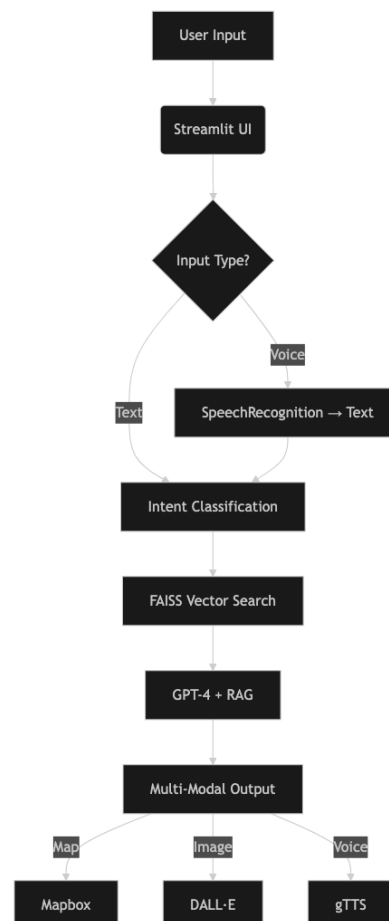 User Input
Streamlit UI
Input Type?
Voice
Text
SpeechRecognition → Text
Intent Classification
FAISS Vector Search
GPT-4 + RAG
Multi-Modal Output
Map
Image
Voice
Mapbox
DALL·E
gTTS